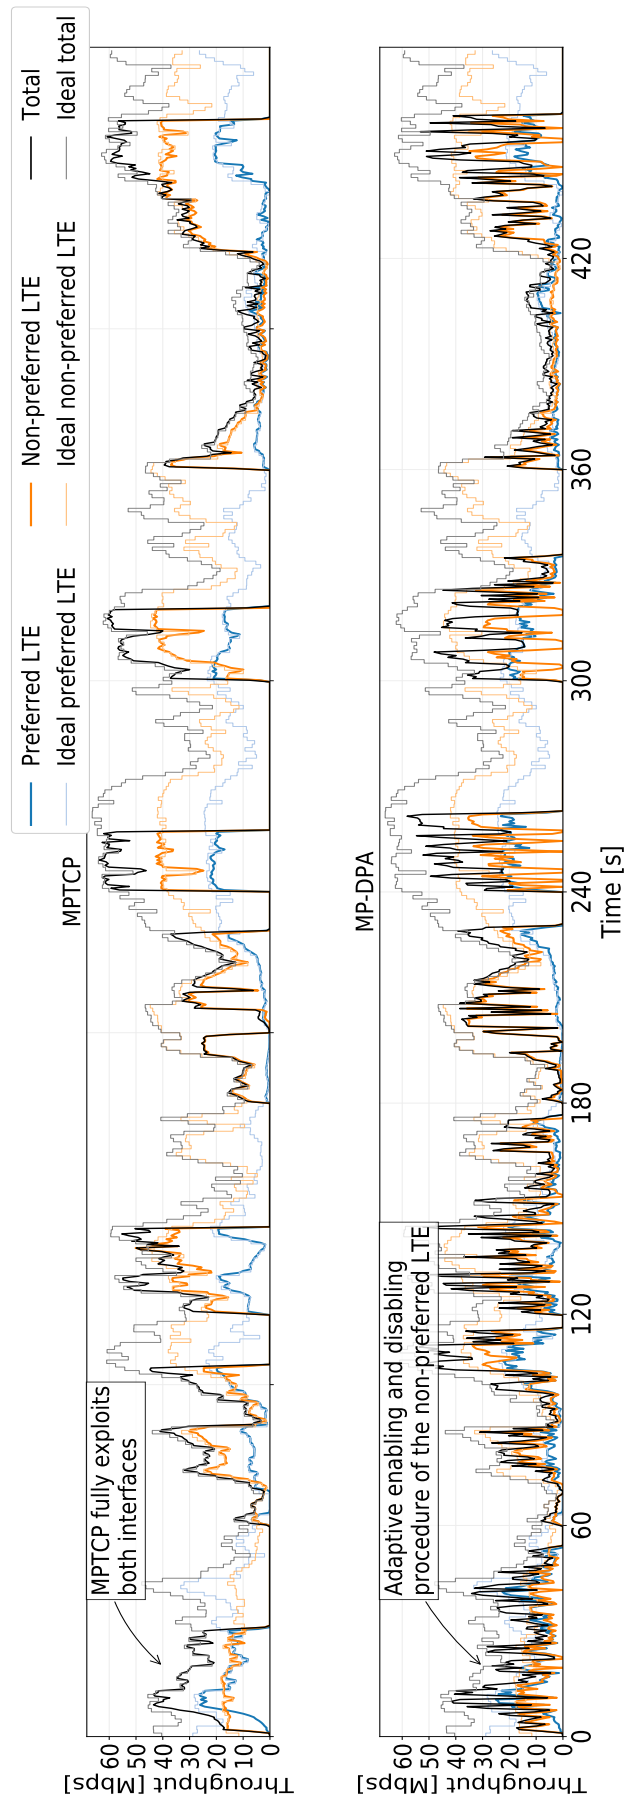 Preferred LTE
Non-preferred LTE
Total
Ideal preferred LTE
Ideal non-preferred LTE
Ideal total
MPTCP
Throughput [Mbps]
60
50
40
30
20
10
0
MPTCP fully exploits
both interfaces
MP-DPA
Throughput [Mbps]
60
50
40
30
20
10
0
Adaptive enabling and disabling
procedure of the non-preferred LTE
0
60
120
180
240
300
360
420
Time [s]